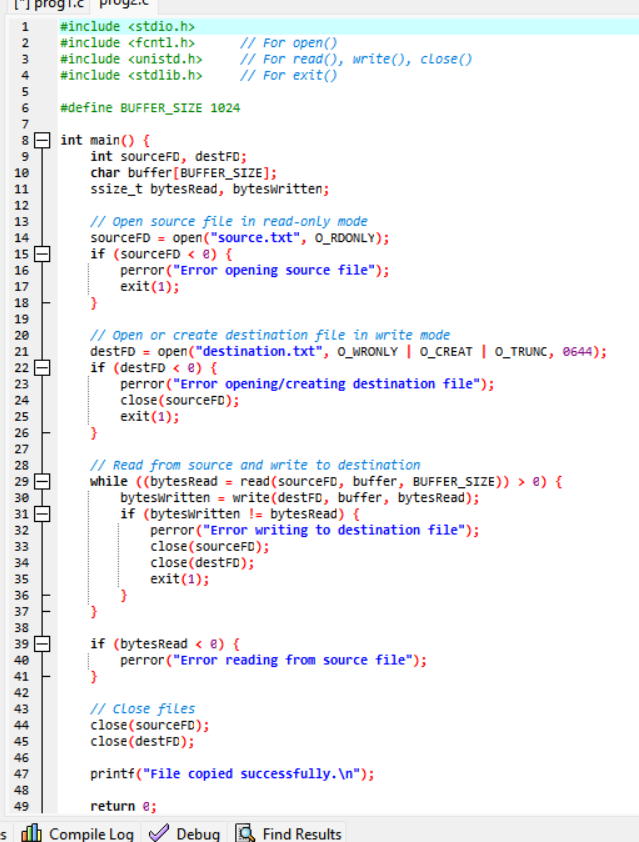 [*] prog1.c prog2.c
1 #include <stdio.h>
2 #include <fcntl.h> // For open()
3 #include <unistd.h> // For read(), write(), close()
4 #include <stdlib.h> // For exit()
5
6 #define BUFFER_SIZE 1024
7
8 int main() {
9 int sourceFD, destFD;
10 char buffer[BUFFER_SIZE];
11 ssize_t bytesRead, bytesWritten;
12
13 // Open source file in read-only mode
14 sourceFD = open("source.txt", O_RDONLY);
15 if (sourceFD < 0) {
16 perror("Error opening source file");
17 exit(1);
18 }
19
20 // Open or create destination file in write mode
21 destFD = open("destination.txt", O_WRONLY | O_CREAT | O_TRUNC, 0644);
22 if (destFD < 0) {
23 perror("Error opening/creating destination file");
24 close(sourceFD);
25 exit(1);
26 }
27
28 // Read from source and write to destination
29 while ((bytesRead = read(sourceFD, buffer, BUFFER_SIZE)) > 0) {
30 bytesWritten = write(destFD, buffer, bytesRead);
31 if (bytesWritten != bytesRead) {
32 perror("Error writing to destination file");
33 close(sourceFD);
34 close(destFD);
35 exit(1);
36 }
37 }
38
39 if (bytesRead < 0) {
40 perror("Error reading from source file");
41 }
42
43 // Close files
44 close(sourceFD);
45 close(destFD);
46
47 printf("File copied successfully.\n");
48
49 return 0;
s Compile Log Debug Find Results